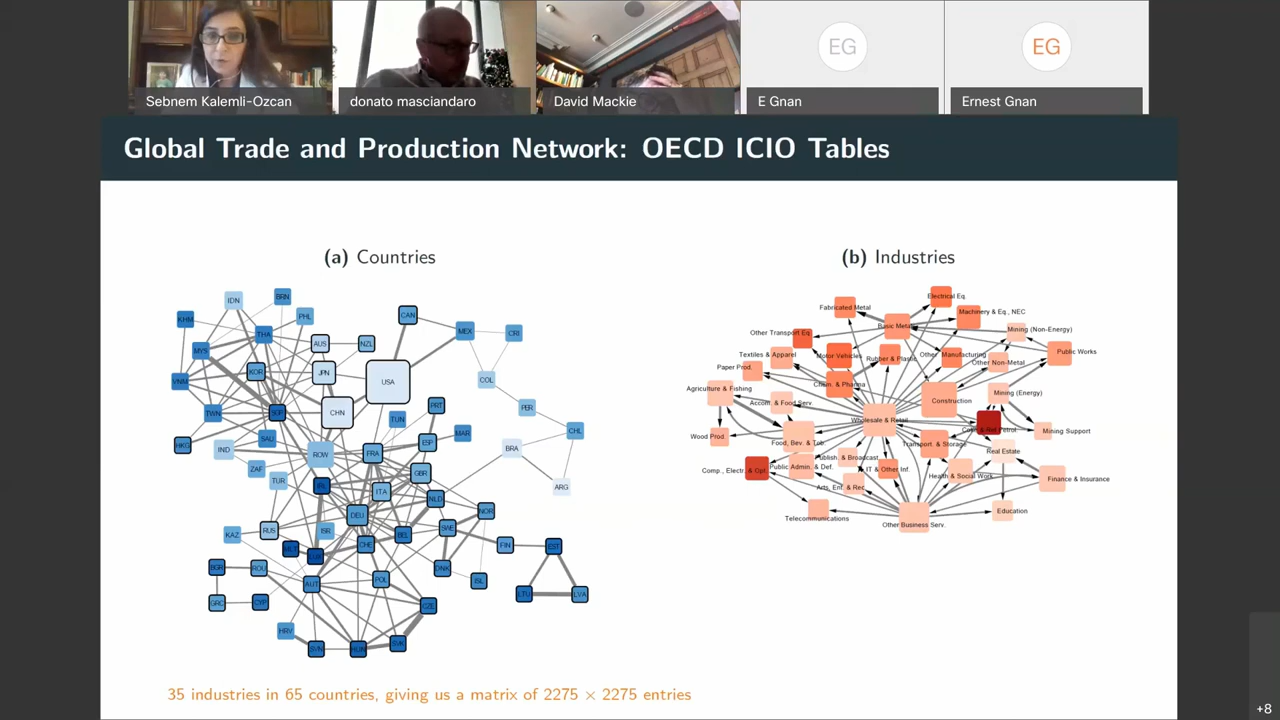 EG
EG
Sebnem Kalemli-Ozcan
donato masciandaro
David Mackie
E Gnan
Ernest Gnan
Global Trade and Production Network: OECD ICIO Tables
(a) Countries
(b) Industries
IDN
BRN
KHM
PHL
THA
MYS
AUS
NZL
CAN
MEX
CRI
KOR
JPN
USA
COL
VNM
TWN
SGP
CHN
PER
HKG
SAU
IND
TUN
PRT
MAR
CHL
ZAF
ROW
FRA
ESP
BRA
TUR
GBR
ARG
IRL
ITA
NLD
KAZ
RUS
ISR
DEU
BEL
SWE
NOR
MLT
LUX
CHE
FIN
EST
BGR
ROU
AUT
POL
DNK
ISL
GRC
CYP
CZE
LTU
LVA
HRV
SVN
HUN
SVK
Electrical Eq.
Fabricated Metal
Machinery & Eq., NEC
Basic Metals
Other Transport Eq.
Mining (Non-Energy)
Textiles & Apparel
Motor Vehicles
Rubber & Plastic
Other Manufacturing
Public Works
Other Non-Metal
Paper Prod.
Chem. & Pharma
Agriculture & Fishing
Mining (Energy)
Accom. & Food Serv.
Construction
Wholesale & Retail
Wood Prod.
Food, Bev. & Tob.
Transport. & Storage
Mining Support
Real Estate
Publish. & Broadcast
Comp., Electr. & Opt.
Public Admin. & Def.
IT & Other Inf.
Health & Social Work
Finance & Insurance
Arts, Ent. & Rec.
Telecommunications
Other Business Serv.
Education
35 industries in 65 countries, giving us a matrix of 2275 × 2275 entries
+8